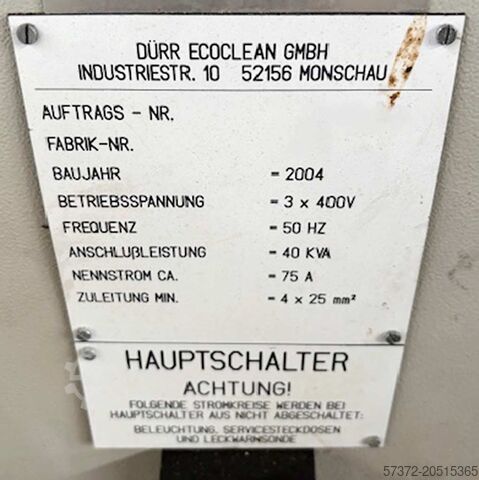 DÜRR ECOCLEAN GMBH
INDUSTRIESTR. 10 52156 MONSCHAU
AUFTRAGS - NR.
FABRIK-NR.
BAUJAHR = 2004
BETRIEBSSPANNUNG = 3 x 400V
FREQUENZ = 50 HZ
ANSCHLUßLEISTUNG = 40 KVA
NENNSTROM CA. = 75 A
ZULEITUNG MIN. = 4 x 25 mm²
HAUPTSCHALTER
ACHTUNG!
FOLGENDE STROMKREISE WERDEN BEI
HAUPTSCHALTER AUS NICHT ABGESCHALTET:
BELEUCHTUNG, SERVICESTECKDOSEN
UND LECKWARNSONDE
57372-20515365